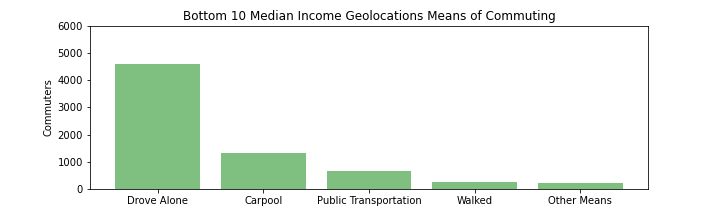 Bottom 10 Median Income Geolocations Means of Commuting
6000
5000
4000
3000
2000
1000
0
Commuters
Drove Alone Carpool Public Transportation Walked Other Means